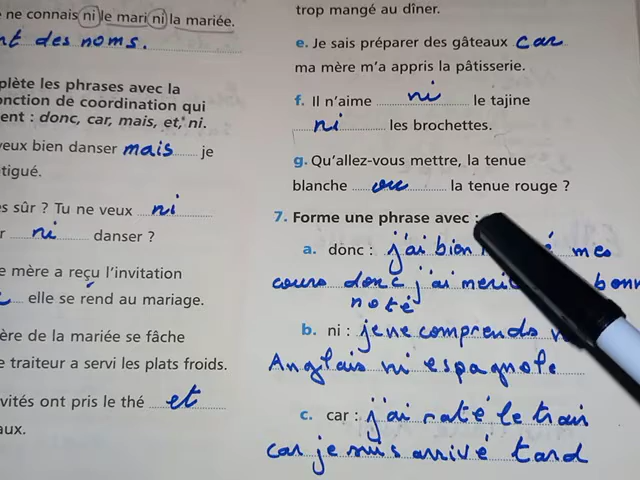 ne connais ni le mari ni la mariée.
nt des noms.
plète les phrases avec la
onction de coordination qui
ent : donc, car, mais, et, ni.
veux bien danser mais je
tigué.
s sûr ? Tu ne veux ni
r ni danser ?
e mère a reçu l'invitation
elle se rend au mariage.
ère de la mariée se fâche
e traiteur a servi les plats froids.
vités ont pris le thé et
aux.
trop mangé au dîner.
e. Je sais préparer des gâteaux car
ma mère m'a appris la pâtisserie.
f. Il n'aime ni le tajine
ni les brochettes.
g. Qu'allez-vous mettre, la tenue
blanche ou la tenue rouge ?
7. Forme une phrase avec :
a. donc : j'ai bien é mes
cours donc j'ai meri bonn
noté
b. ni : je ne comprends
Anglais ni espagnole
c. car : j'ai raté le train
car je suis arrivé tard